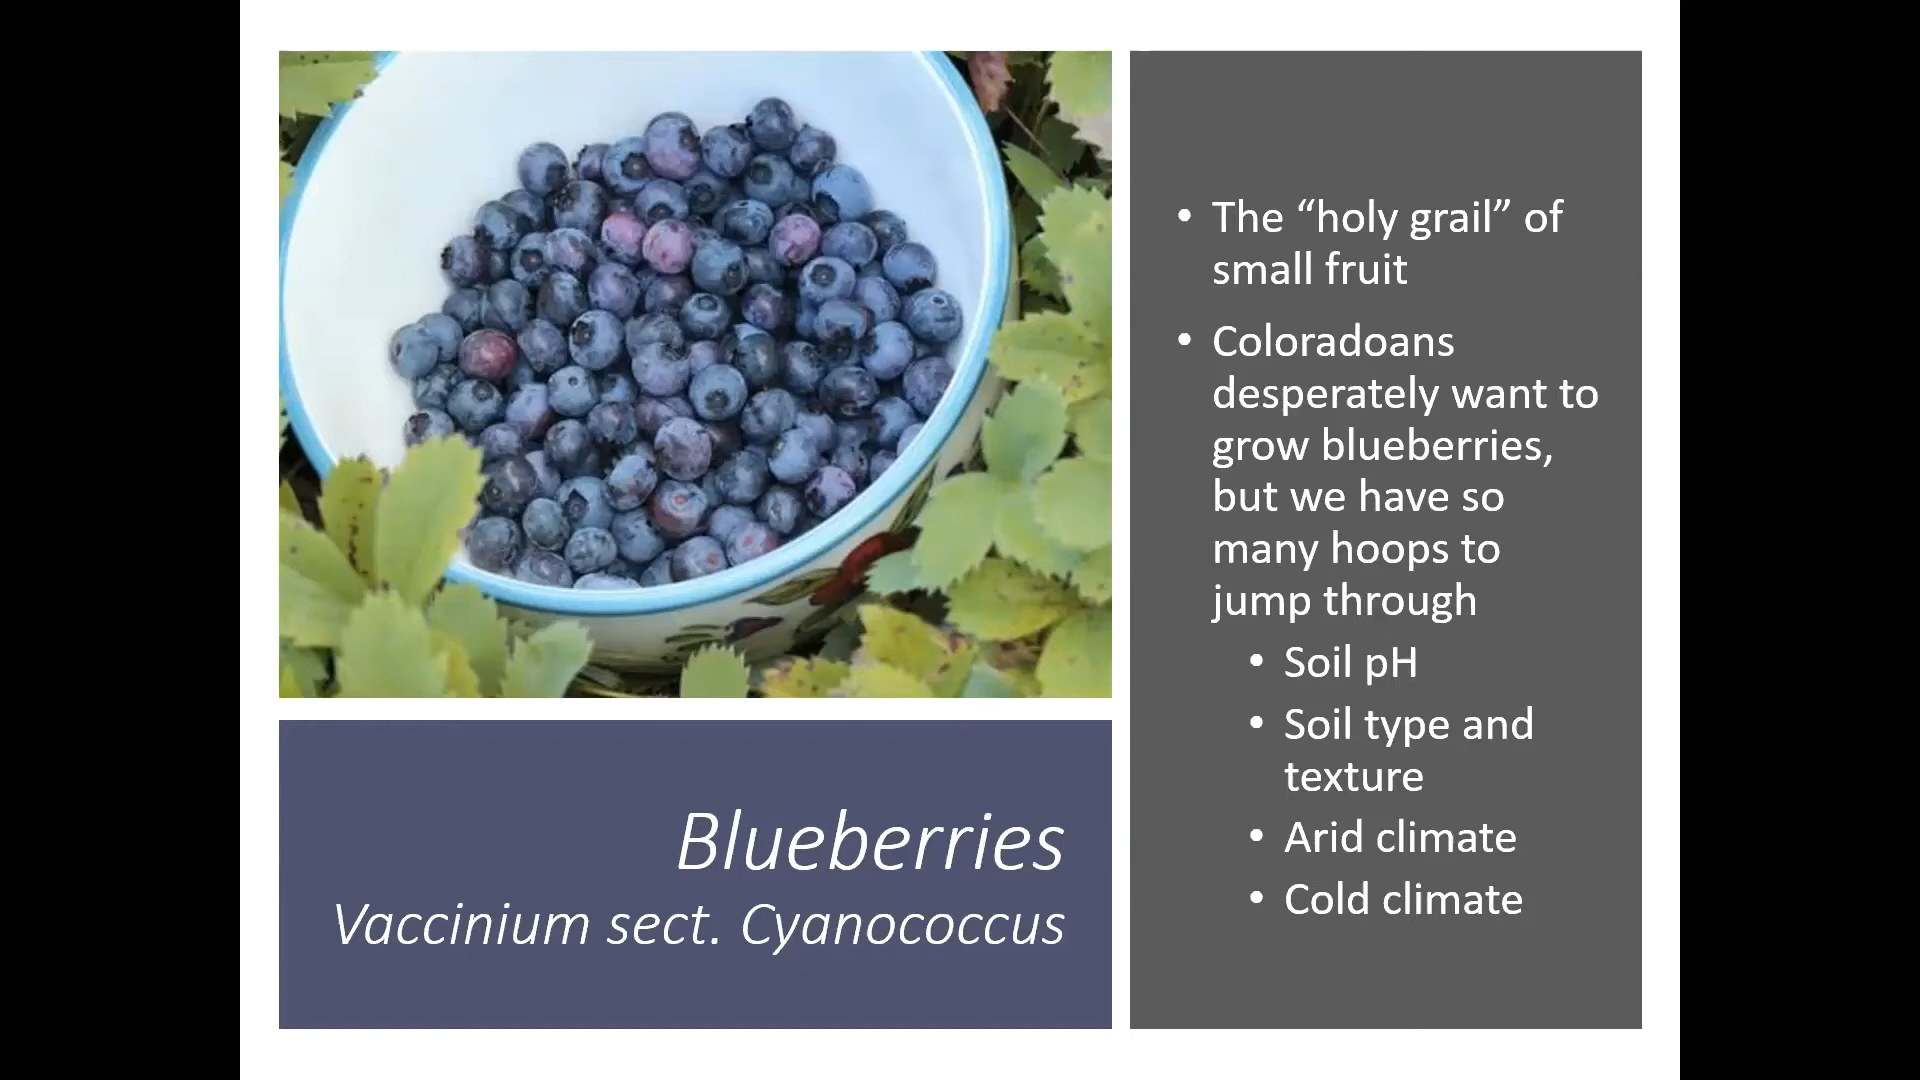 Blueberries
Vaccinium sect. Cyanococcus
• The “holy grail” of
small fruit
• Coloradoans
desperately want to
grow blueberries,
but we have so
many hoops to
jump through
• Soil pH
• Soil type and
texture
• Arid climate
• Cold climate